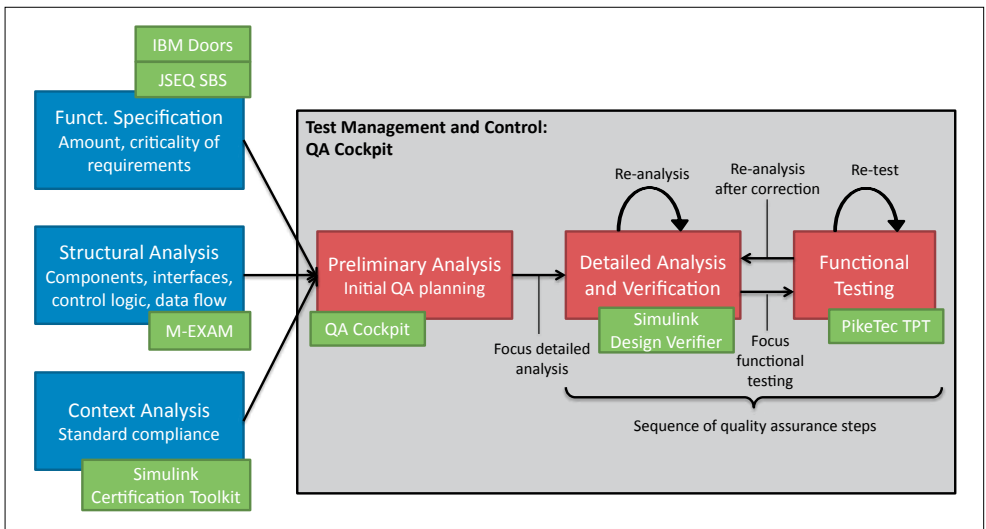 IBM Doors
JSEQ SBS
Funct. Specification
Amount, criticality of
requirements
Structural Analysis
Components, interfaces,
control logic, data flow
M-EXAM
Context Analysis
Standard compliance
Simulink
Certification Toolkit
Test Management and Control:
QA Cockpit
Preliminary Analysis
Initial QA planning
QA Cockpit
Focus detailed
analysis
Re-analysis
Detailed Analysis
and Verification
Simulink
Design Verifier
Re-analysis
after correction
Focus
functional
testing
Re-test
Functional
Testing
PikeTec TPT
Sequence of quality assurance steps